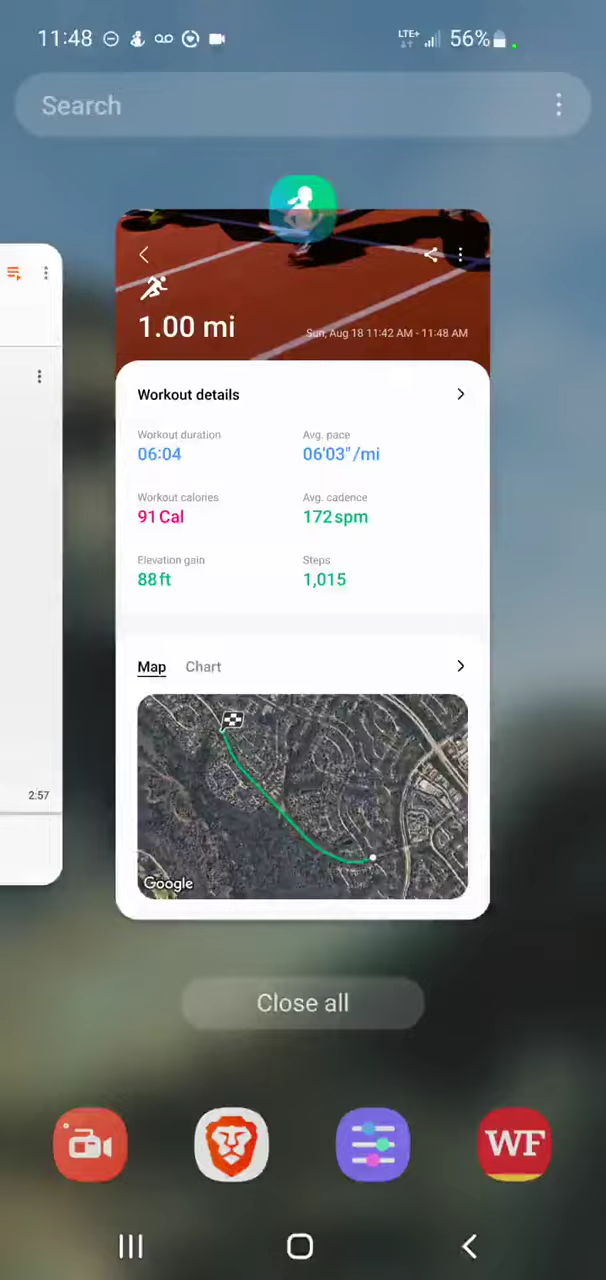 11:48
LTE+
56%
Search
1.00 mi
Sun, Aug 18 11:42 AM - 11:48 AM
Workout details
Workout duration
Avg. pace
06:04
06'03"/mi
Workout calories
Avg. cadence
91 Cal
172 spm
Elevation gain
Steps
88 ft
1,015
Map
Chart
2:57
Google
Close all
WF